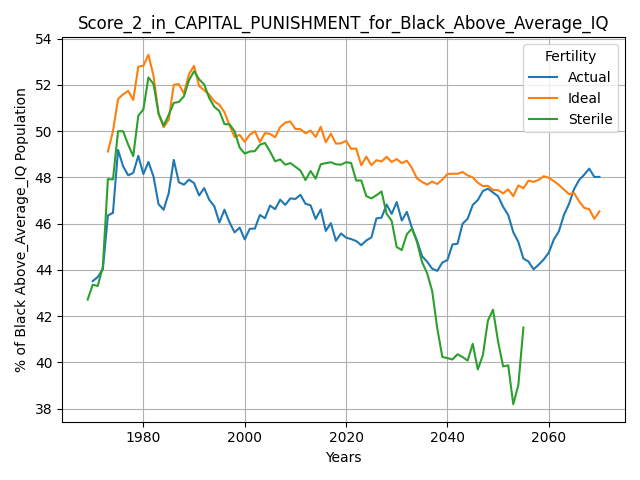 Score_2_in_CAPITAL_PUNISHMENT_for_Black_Above_Average_IQ
Fertility
Actual
Ideal
Sterile
% of Black Above_Average_IQ Population
54
52
50
48
46
44
42
40
38
1980
2000
2020
2040
2060
Years